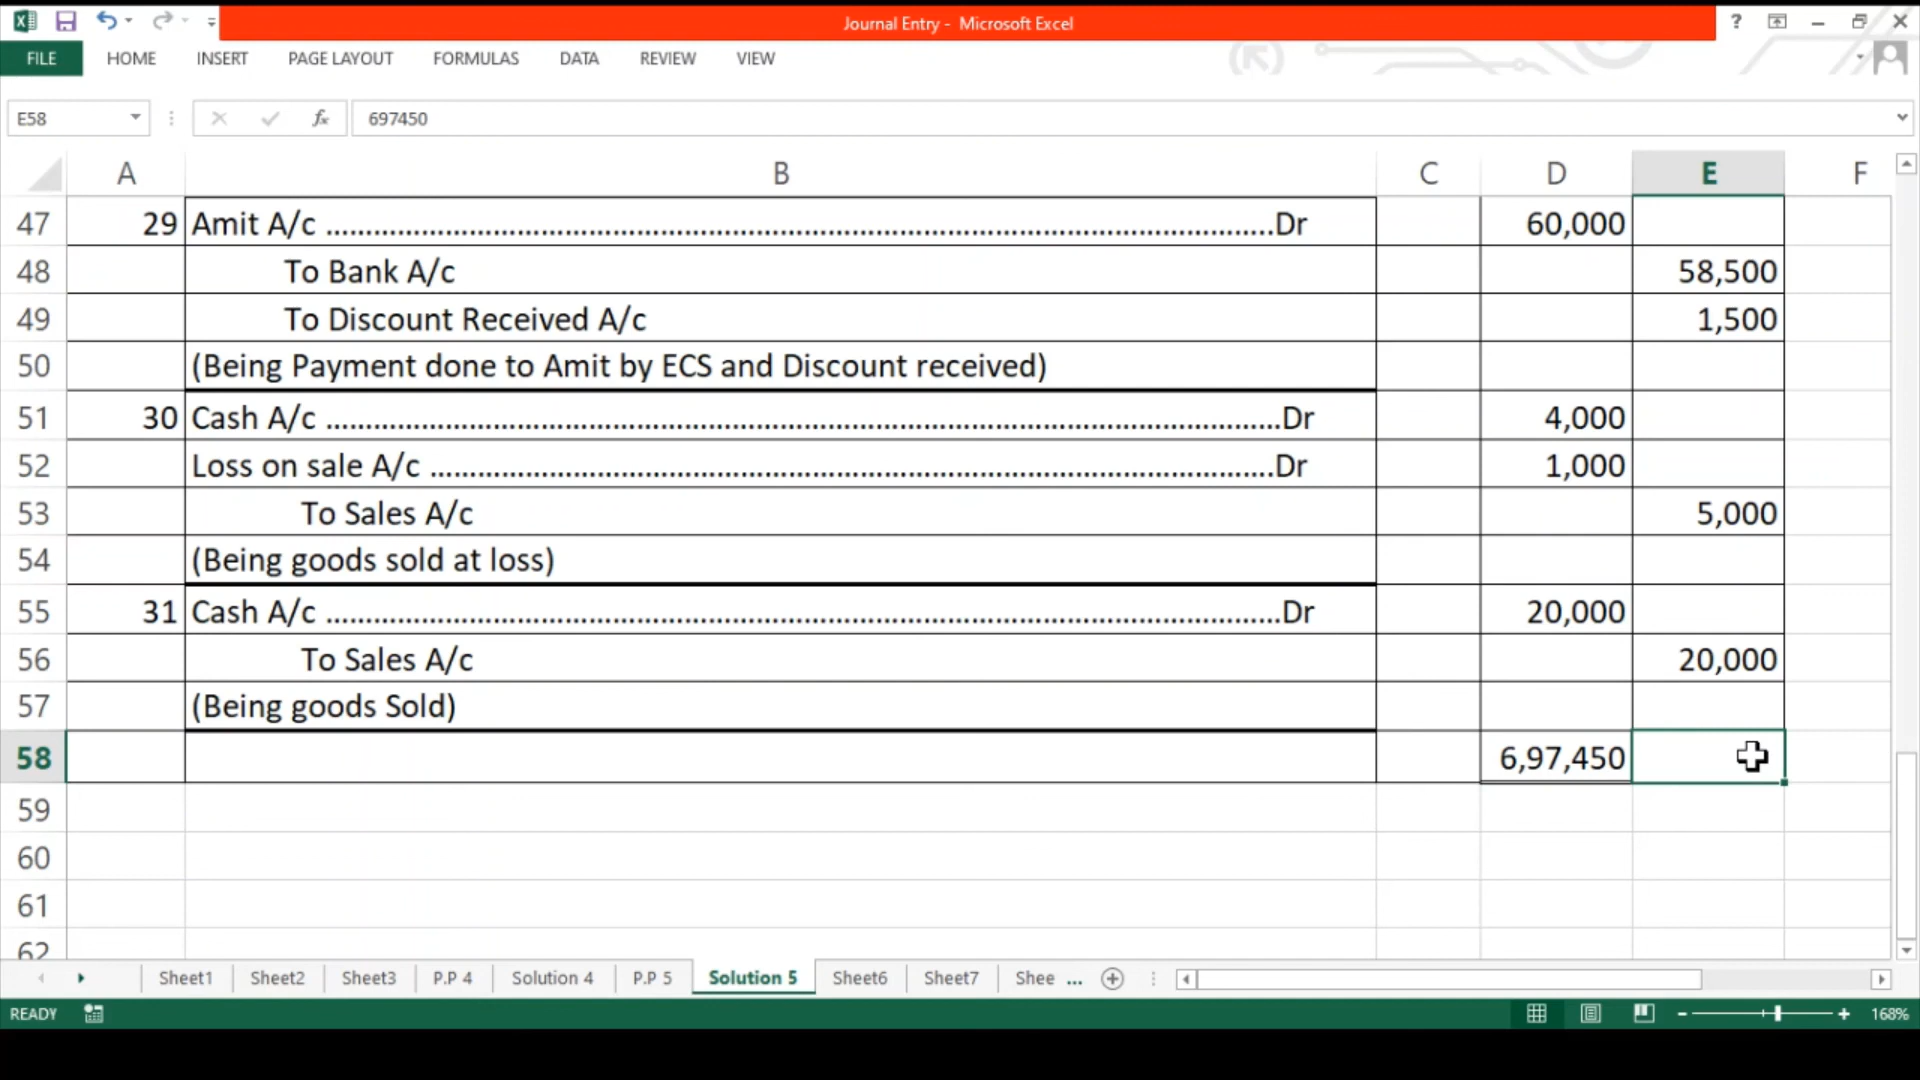 Journal Entry - Microsoft Excel
?
FILE HOME INSERT PAGE LAYOUT FORMULAS DATA REVIEW VIEW
E58 fx 697450
A B C D E F
47 29 Amit A/c ........................................................................................................................Dr 60,000
48 To Bank A/c 58,500
49 To Discount Received A/c 1,500
50 (Being Payment done to Amit by ECS and Discount received)
51 30 Cash A/c ........................................................................................................................Dr 4,000
52 Loss on sale A/c ...........................................................................................................Dr 1,000
53 To Sales A/c 5,000
54 (Being goods sold at loss)
55 31 Cash A/c ........................................................................................................................Dr 20,000
56 To Sales A/c 20,000
57 (Being goods Sold)
58 6,97,450
59
60
61
62
Sheet1 Sheet2 Sheet3 P.P 4 Solution 4 P.P 5 Solution 5 Sheet6 Sheet7 Shee ...
READY 168%